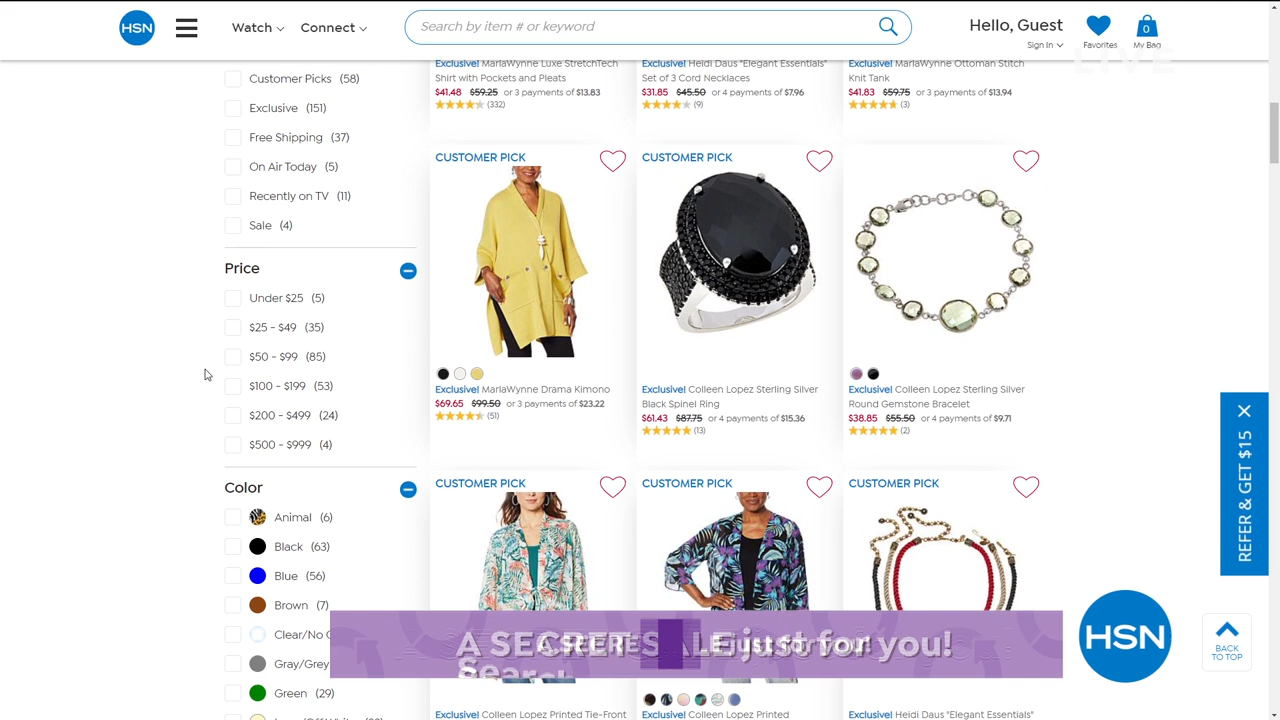 HSN
Watch
Connect
Search by item # or keyword
Hello, Guest
Sign In
Favorites
0
My Bag
LIVE
Customer Picks (58)
Exclusive (151)
Free Shipping (37)
On Air Today (5)
Recently on TV (11)
Sale (4)
Price
Under $25 (5)
$25 - $49 (35)
$50 - $99 (85)
$100 - $199 (53)
$200 - $499 (24)
$500 - $999 (4)
Color
Animal (6)
Black (63)
Blue (56)
Brown (7)
Clear/No
Gray/Grey
Green (29)
Exclusive! MarlaWynne Luxe StretchTech
Shirt with Pockets and Pleats
$41.48 $59.25 or 3 payments of $13.83
(332)
Exclusive! Heidi Daus "Elegant Essentials"
Set of 3 Cord Necklaces
$31.85 $45.50 or 4 payments of $7.96
(9)
Exclusive! MarlaWynne Ottoman Stitch
Knit Tank
$41.83 $59.75 or 3 payments of $13.94
(3)
CUSTOMER PICK
Exclusive! MarlaWynne Drama Kimono
$69.65 $99.50 or 3 payments of $23.22
(51)
CUSTOMER PICK
Exclusive! Colleen Lopez Sterling Silver
Black Spinel Ring
$61.43 $87.75 or 4 payments of $15.36
(13)
Exclusive! Colleen Lopez Sterling Silver
Round Gemstone Bracelet
$38.85 $55.50 or 4 payments of $9.71
(2)
CUSTOMER PICK
Exclusive! Colleen Lopez Printed Tie-Front
CUSTOMER PICK
Exclusive! Colleen Lopez Printed
CUSTOMER PICK
Exclusive! Heidi Daus "Elegant Essentials"
A SECRET SALE just for you!
Search
REFER & GET $15
HSN
BACK
TO TOP